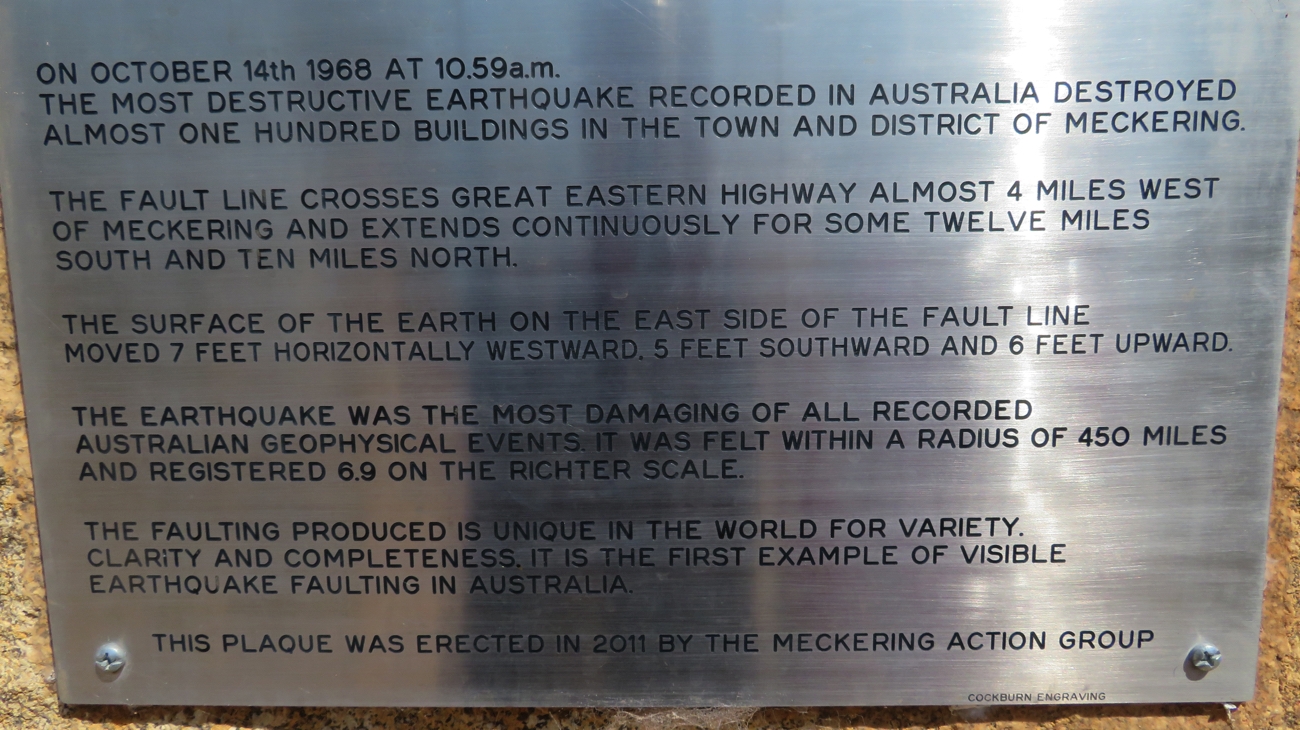 ON OCTOBER 14th 1968 AT 10.59a.m.
THE MOST DESTRUCTIVE EARTHQUAKE RECORDED IN AUSTRALIA DESTROYED
ALMOST ONE HUNDRED BUILDINGS IN THE TOWN AND DISTRICT OF MECKERING.
THE FAULT LINE CROSSES GREAT EASTERN HIGHWAY ALMOST 4 MILES WEST
OF MECKERING AND EXTENDS CONTINUOUSLY FOR SOME TWELVE MILES
SOUTH AND TEN MILES NORTH.
THE SURFACE OF THE EARTH ON THE EAST SIDE OF THE FAULT LINE
MOVED 7 FEET HORIZONTALLY WESTWARD, 5 FEET SOUTHWARD AND 6 FEET UPWARD.
THE EARTHQUAKE WAS THE MOST DAMAGING OF ALL RECORDED
AUSTRALIAN GEOPHYSICAL EVENTS. IT WAS FELT WITHIN A RADIUS OF 450 MILES
AND REGISTERED 6.9 ON THE RICHTER SCALE.
THE FAULTING PRODUCED IS UNIQUE IN THE WORLD FOR VARIETY.
CLARiTY AND COMPLETENESS. IT IS THE FIRST EXAMPLE OF VISIBLE
EARTHQUAKE FAULTING IN AUSTRALIA.
THIS PLAQUE WAS ERECTED IN 2011 BY THE MECKERING ACTION GROUP
COCKBURN ENGRAVING